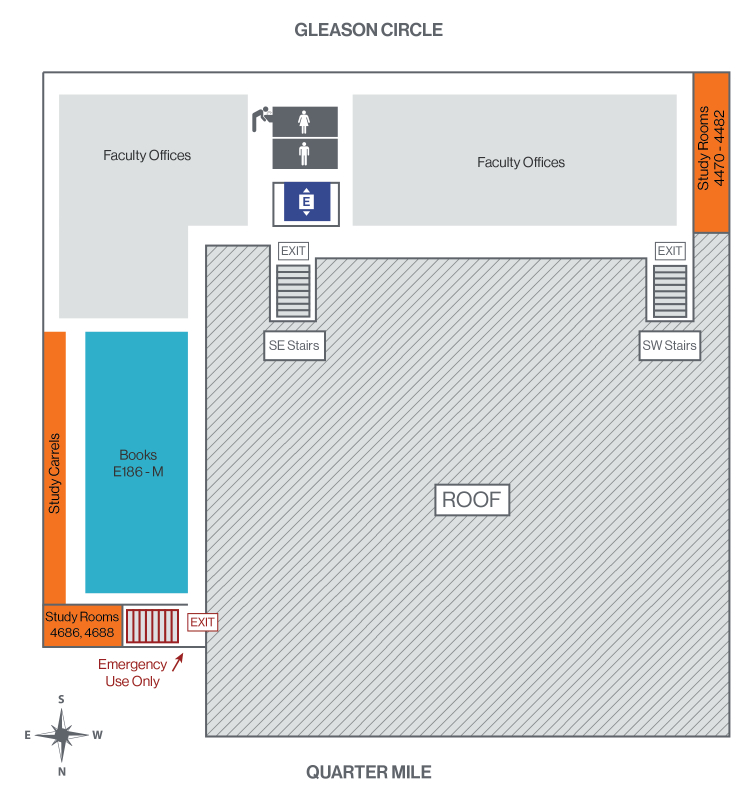 GLEASON CIRCLE
Faculty Offices
Faculty Offices
Study Rooms
4470 - 4482
E
EXIT
EXIT
SE Stairs
SW Stairs
Study Carrels
Books
E186 - M
ROOF
Study Rooms
4686, 4688
EXIT
Emergency
Use Only
S
E
W
N
QUARTER MILE